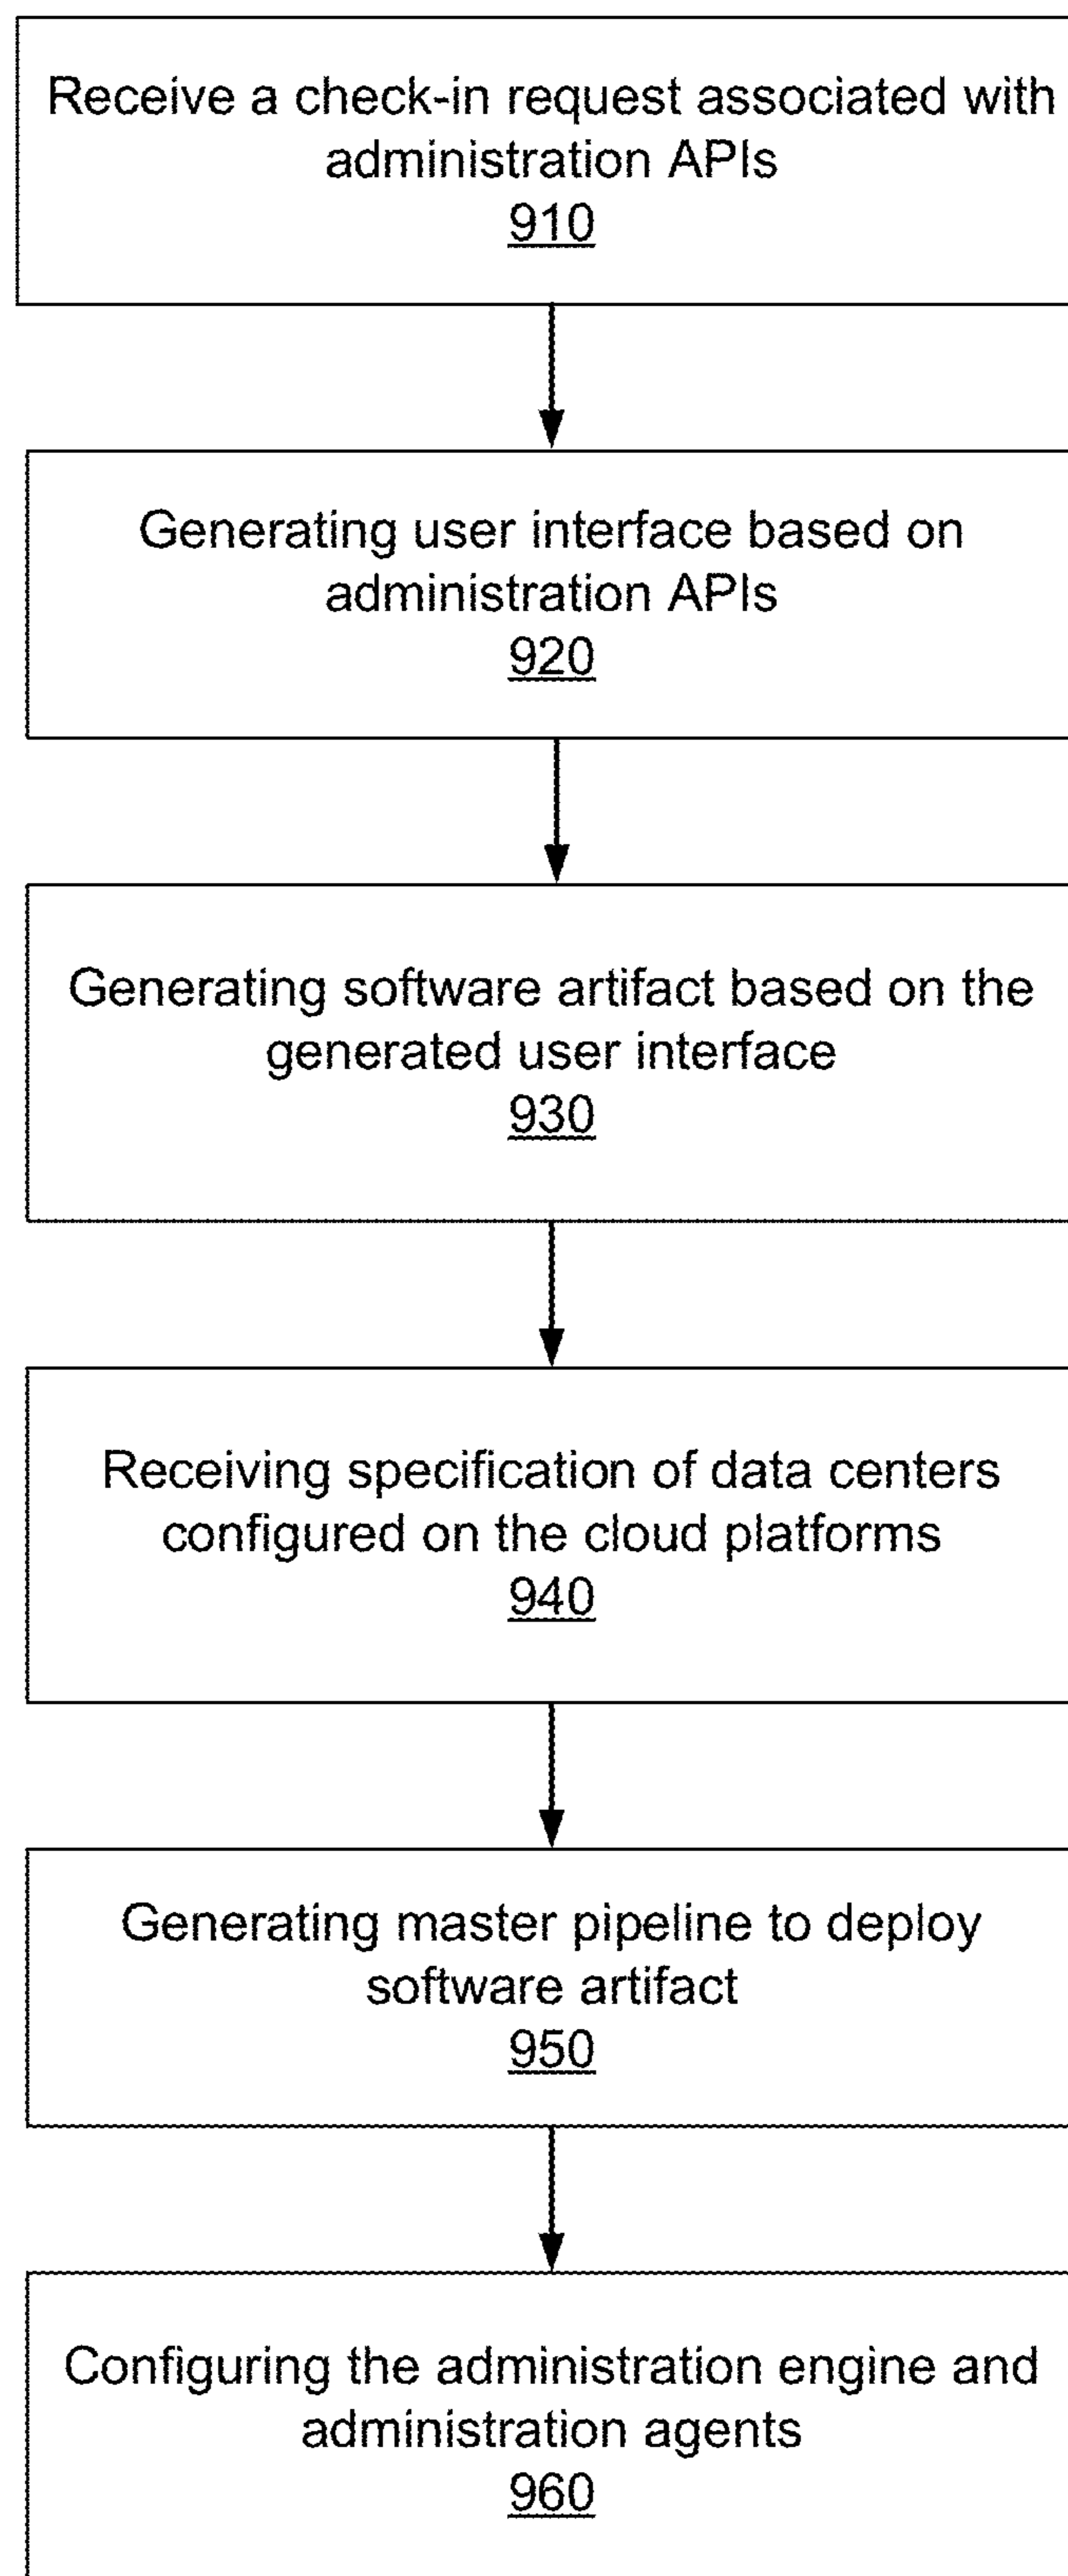 Receive a check-in request associated with
administration APIs
910
Generating user interface based on
administration APIs
920
Generating software artifact based on the
generated user interface
930
Receiving specification of data centers
configured on the cloud platforms
940
Generating master pipeline to deploy
software artifact
950
Configuring the administration engine and
administration agents
960